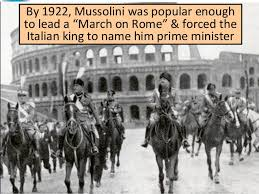 By 1922, Mussolini was popular enough
to lead a “March on Rome” & forced the
Italian king to name him prime minister